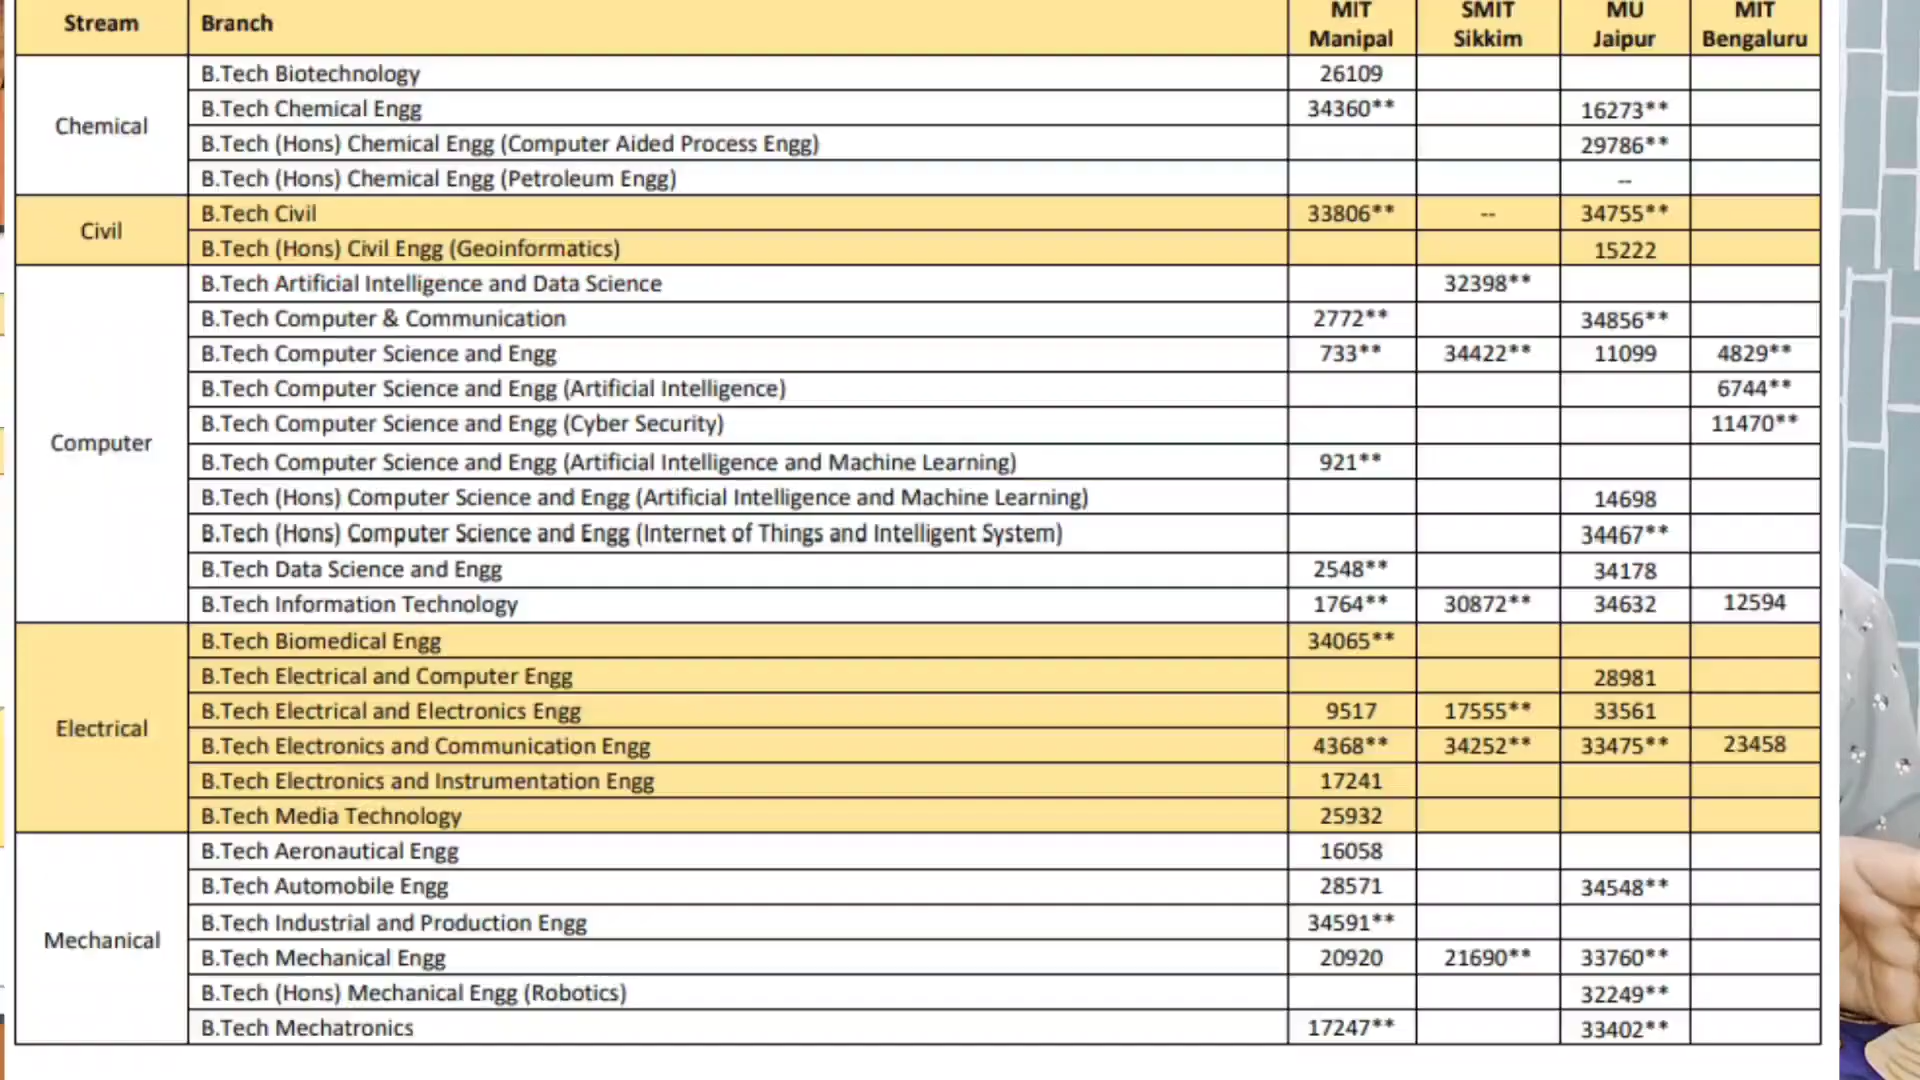 Stream Branch MIT Manipal SMIT Sikkim MU Jaipur MIT Bengaluru
Chemical
B.Tech Biotechnology 26109
B.Tech Chemical Engg 34360** 16273**
B.Tech (Hons) Chemical Engg (Computer Aided Process Engg) 29786**
B.Tech (Hons) Chemical Engg (Petroleum Engg) --
Civil
B.Tech Civil 33806** -- 34755**
B.Tech (Hons) Civil Engg (Geoinformatics) 15222
Computer
B.Tech Artificial Intelligence and Data Science 32398**
B.Tech Computer & Communication 2772** 34856**
B.Tech Computer Science and Engg 733** 34422** 11099 4829**
B.Tech Computer Science and Engg (Artificial Intelligence) 6744**
B.Tech Computer Science and Engg (Cyber Security) 11470**
B.Tech Computer Science and Engg (Artificial Intelligence and Machine Learning) 921**
B.Tech (Hons) Computer Science and Engg (Artificial Intelligence and Machine Learning) 14698
B.Tech (Hons) Computer Science and Engg (Internet of Things and Intelligent System) 34467**
B.Tech Data Science and Engg 2548** 34178
B.Tech Information Technology 1764** 30872** 34632 12594
Electrical
B.Tech Biomedical Engg 34065**
B.Tech Electrical and Computer Engg 28981
B.Tech Electrical and Electronics Engg 9517 17555** 33561
B.Tech Electronics and Communication Engg 4368** 34252** 33475** 23458
B.Tech Electronics and Instrumentation Engg 17241
B.Tech Media Technology 25932
Mechanical
B.Tech Aeronautical Engg 16058
B.Tech Automobile Engg 28571 34548**
B.Tech Industrial and Production Engg 34591**
B.Tech Mechanical Engg 20920 21690** 33760**
B.Tech (Hons) Mechanical Engg (Robotics) 32249**
B.Tech Mechatronics 17247** 33402**